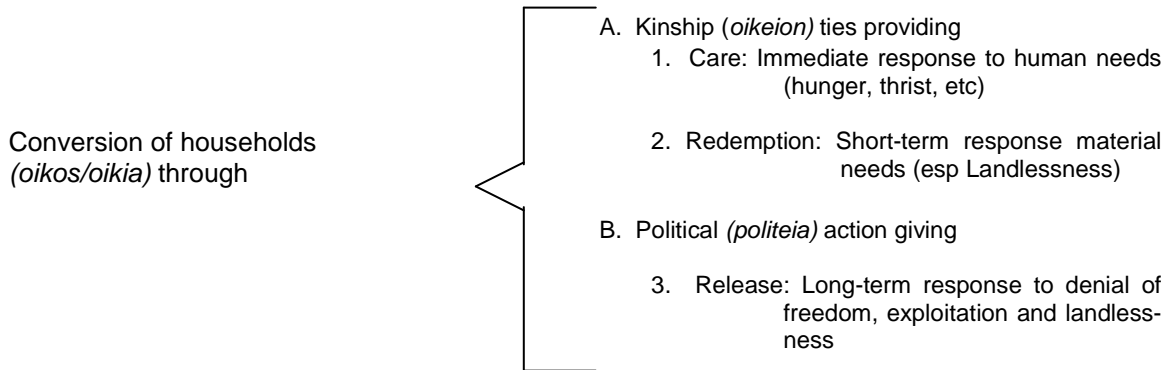 A. Kinship (oikeion) ties providing
1. Care: Immediate response to human needs
(hunger, thrist, etc)
Conversion of households
(oikos/oikia) through
2. Redemption: Short-term response material
needs (esp Landlessness)
B. Political (politeia) action giving
3. Release: Long-term response to denial of
freedom, exploitation and landless-
ness